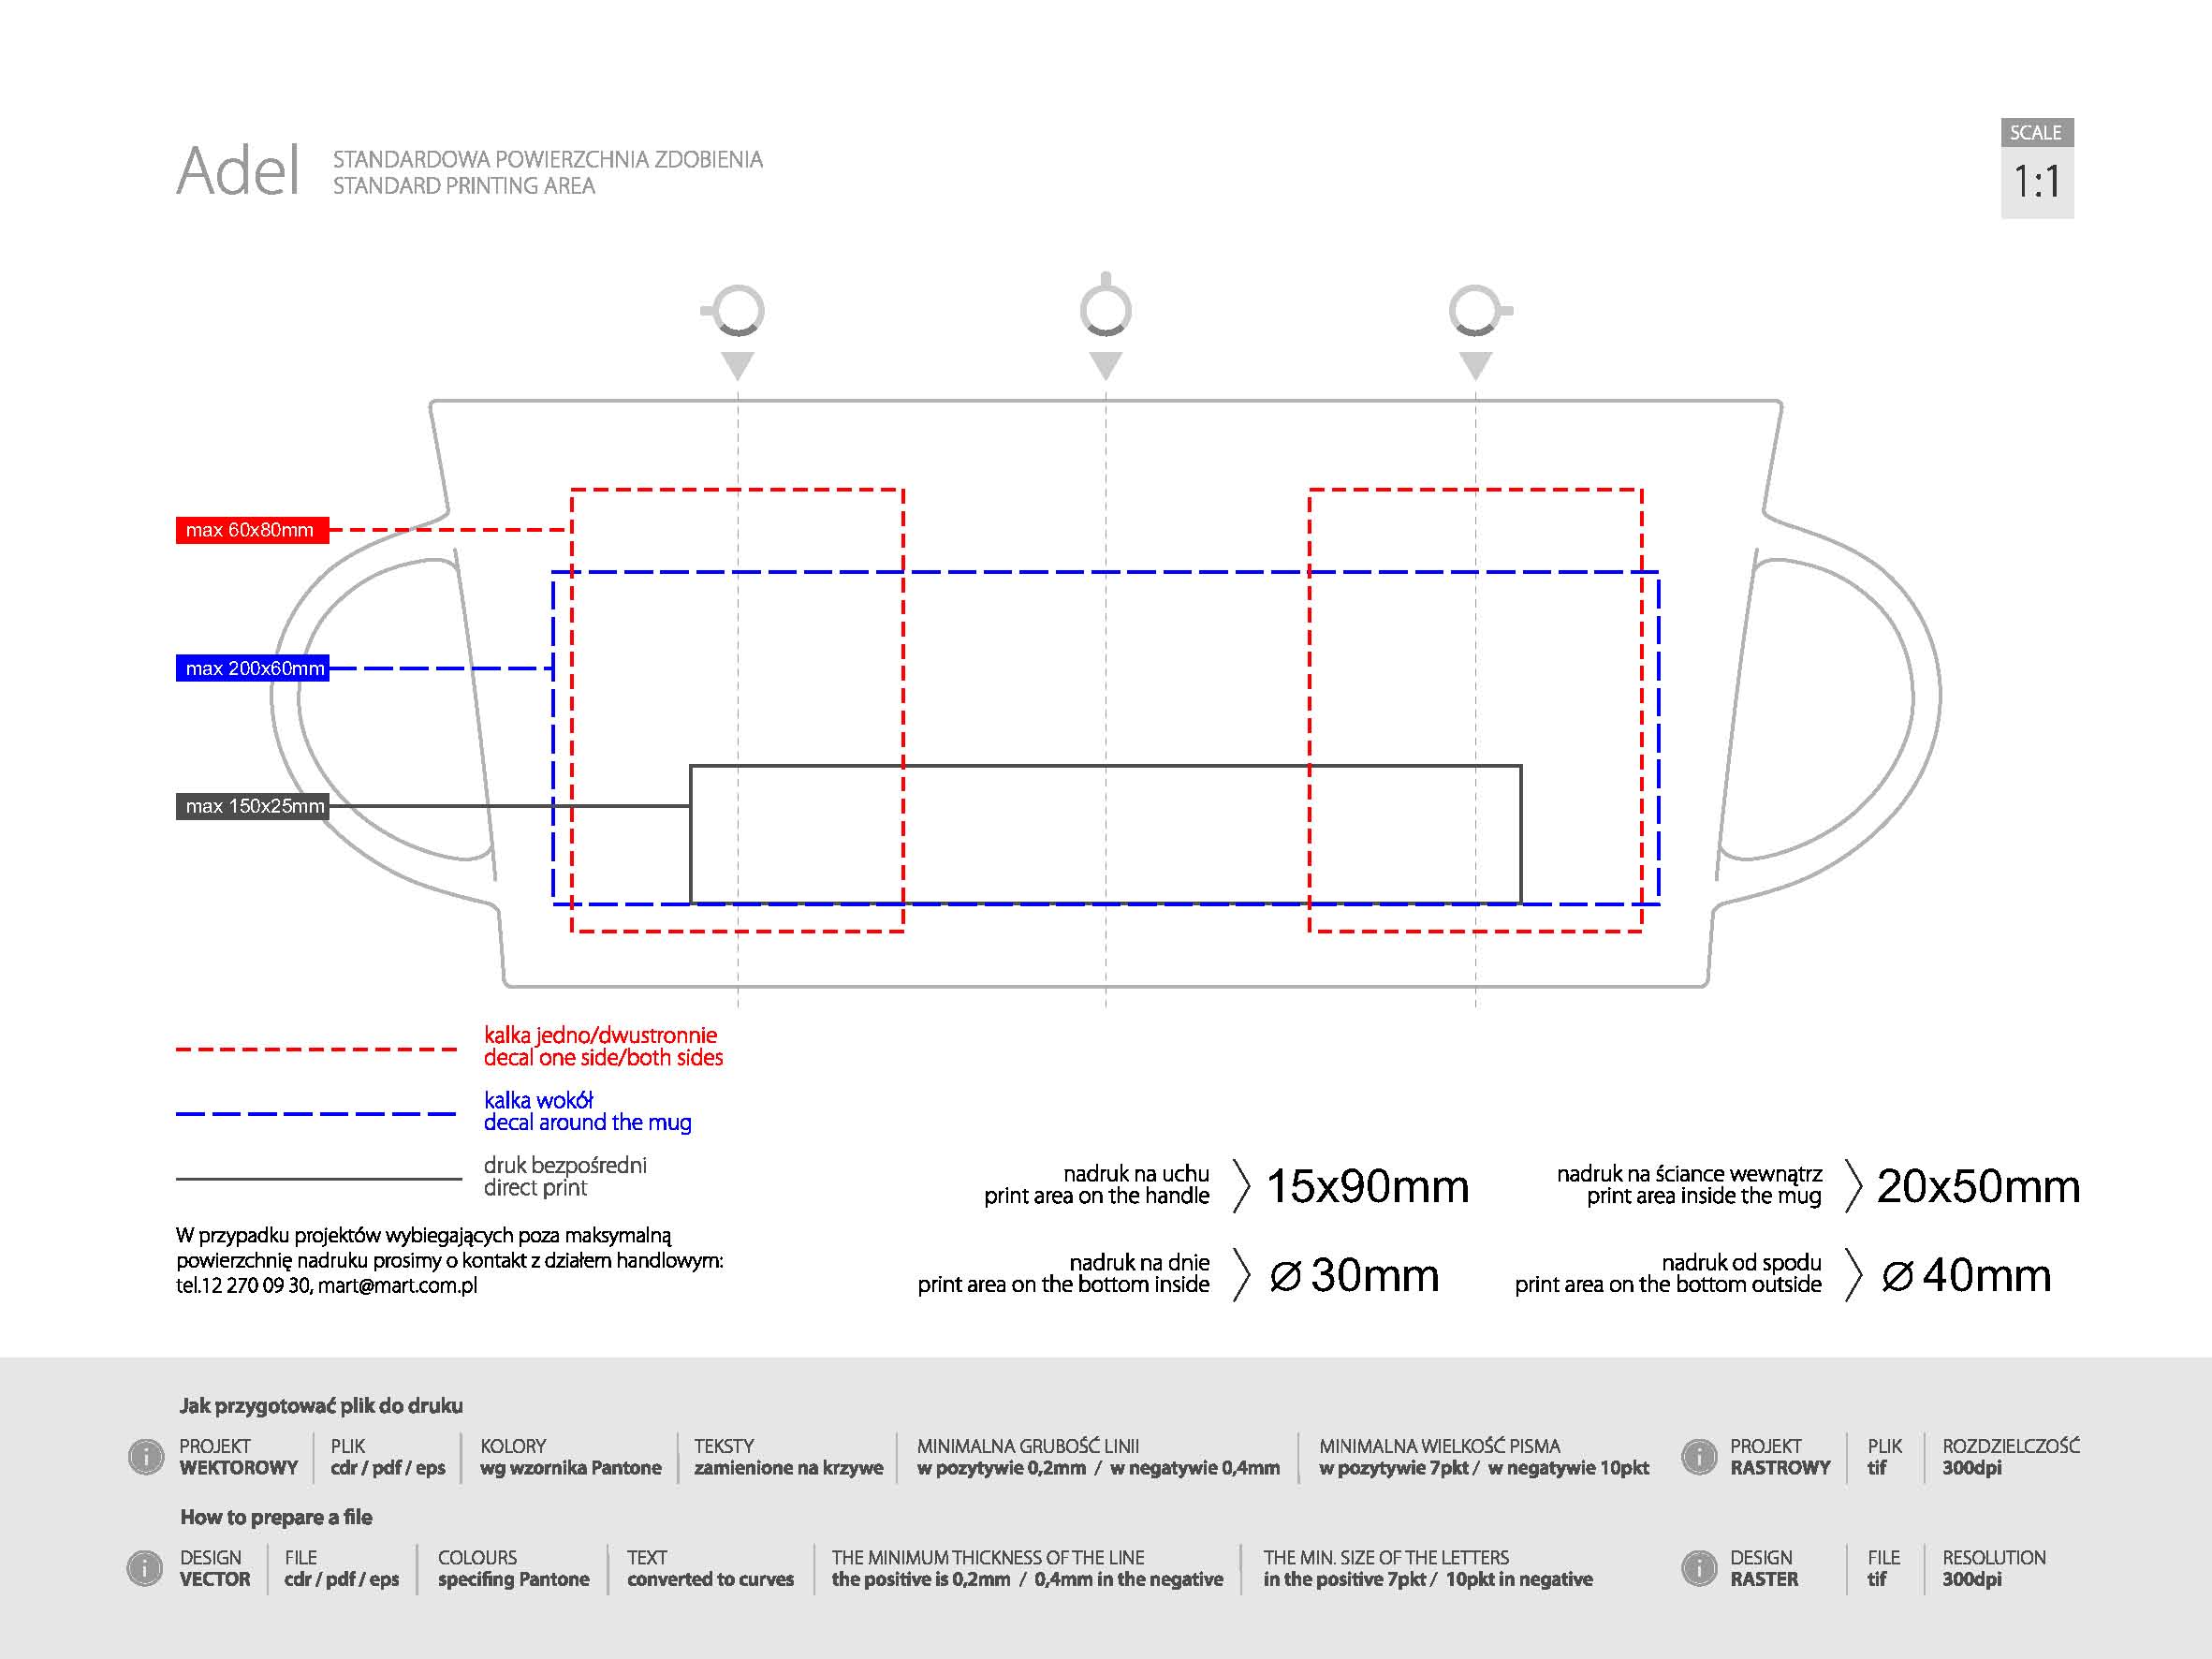 Adel
STANDARDOWA POWIERZCHNIA ZDOBIENIA
STANDARD PRINTING AREA
SCALE
1:1
max 60x80mm
max 200x60mm
max 150x25mm
kalka jedno/dwustronnie
decal one side/both sides
kalka wokół
decal around the mug
druk bezpośredni
direct print
W przypadku projektów wybiegających poza maksymalną
powierzchnię nadruku prosimy o kontakt z działem handlowym:
tel.12 270 09 30, mart@mart.com.pl
nadruk na uchu
print area on the handle
15x90mm
nadruk na ściance wewnątrz
print area inside the mug
20x50mm
nadruk na dnie
print area on the bottom inside
⌀ 30mm
nadruk od spodu
print area on the bottom outside
⌀ 40mm
Jak przygotować plik do druku
i
PROJEKT
WEKTOROWY
PLIK
cdr / pdf / eps
KOLORY
wg wzornika Pantone
TEKSTY
zamienione na krzywe
MINIMALNA GRUBOŚĆ LINII
w pozytywie 0,2mm / w negatywie 0,4mm
MINIMALNA WIELKOŚĆ PISMA
w pozytywie 7pkt / w negatywie 10pkt
i
PROJEKT
RASTROWY
PLIK
tif
ROZDZIELCZOŚĆ
300dpi
How to prepare a file
i
DESIGN
VECTOR
FILE
cdr / pdf / eps
COLOURS
specifing Pantone
TEXT
converted to curves
THE MINIMUM THICKNESS OF THE LINE
the positive is 0,2mm / 0,4mm in the negative
THE MIN. SIZE OF THE LETTERS
in the positive 7pkt / 10pkt in negative
i
DESIGN
RASTER
FILE
tif
RESOLUTION
300dpi